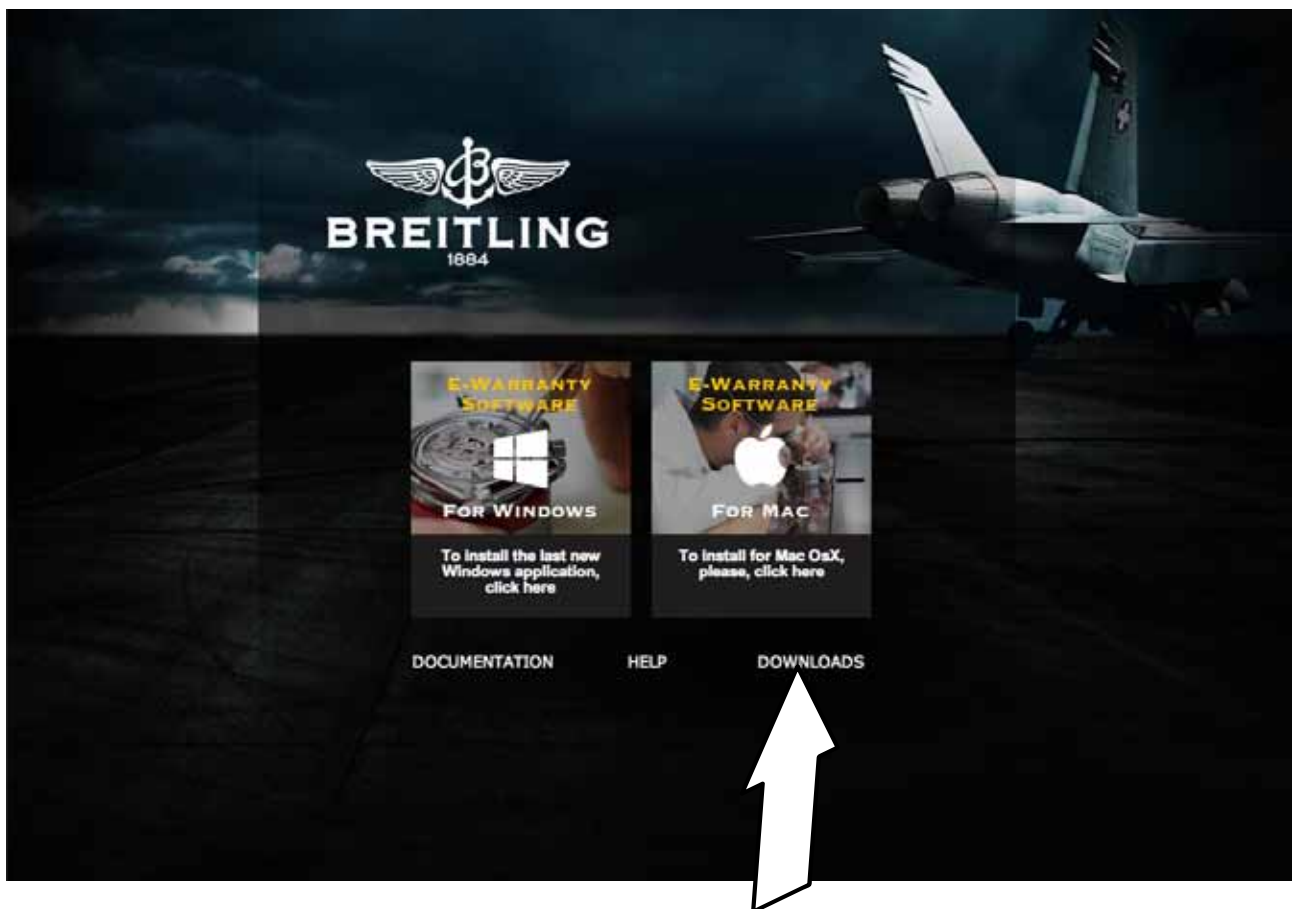 BREITLING
1884
E-WARRANTY
SOFTWARE
FOR WINDOWS
To install the last new
Windows application,
click here
E-WARRANTY
SOFTWARE
FOR MAC
To install for Mac OsX,
please, click here
DOCUMENTATION HELP DOWNLOADS